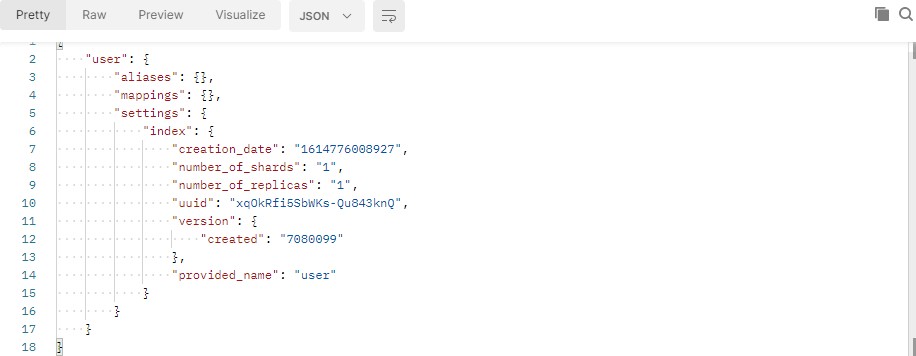 Pretty Raw Preview Visualize JSON
1 {
2 "user": {
3 "aliases": {},
4 "mappings": {},
5 "settings": {
6 "index": {
7 "creation_date": "1614776008927",
8 "number_of_shards": "1",
9 "number_of_replicas": "1",
10 "uuid": "xqOkRfi5SbWKs-Qu843knQ",
11 "version": {
12 "created": "7080099"
13 },
14 "provided_name": "user"
15 }
16 }
17 }
18 }